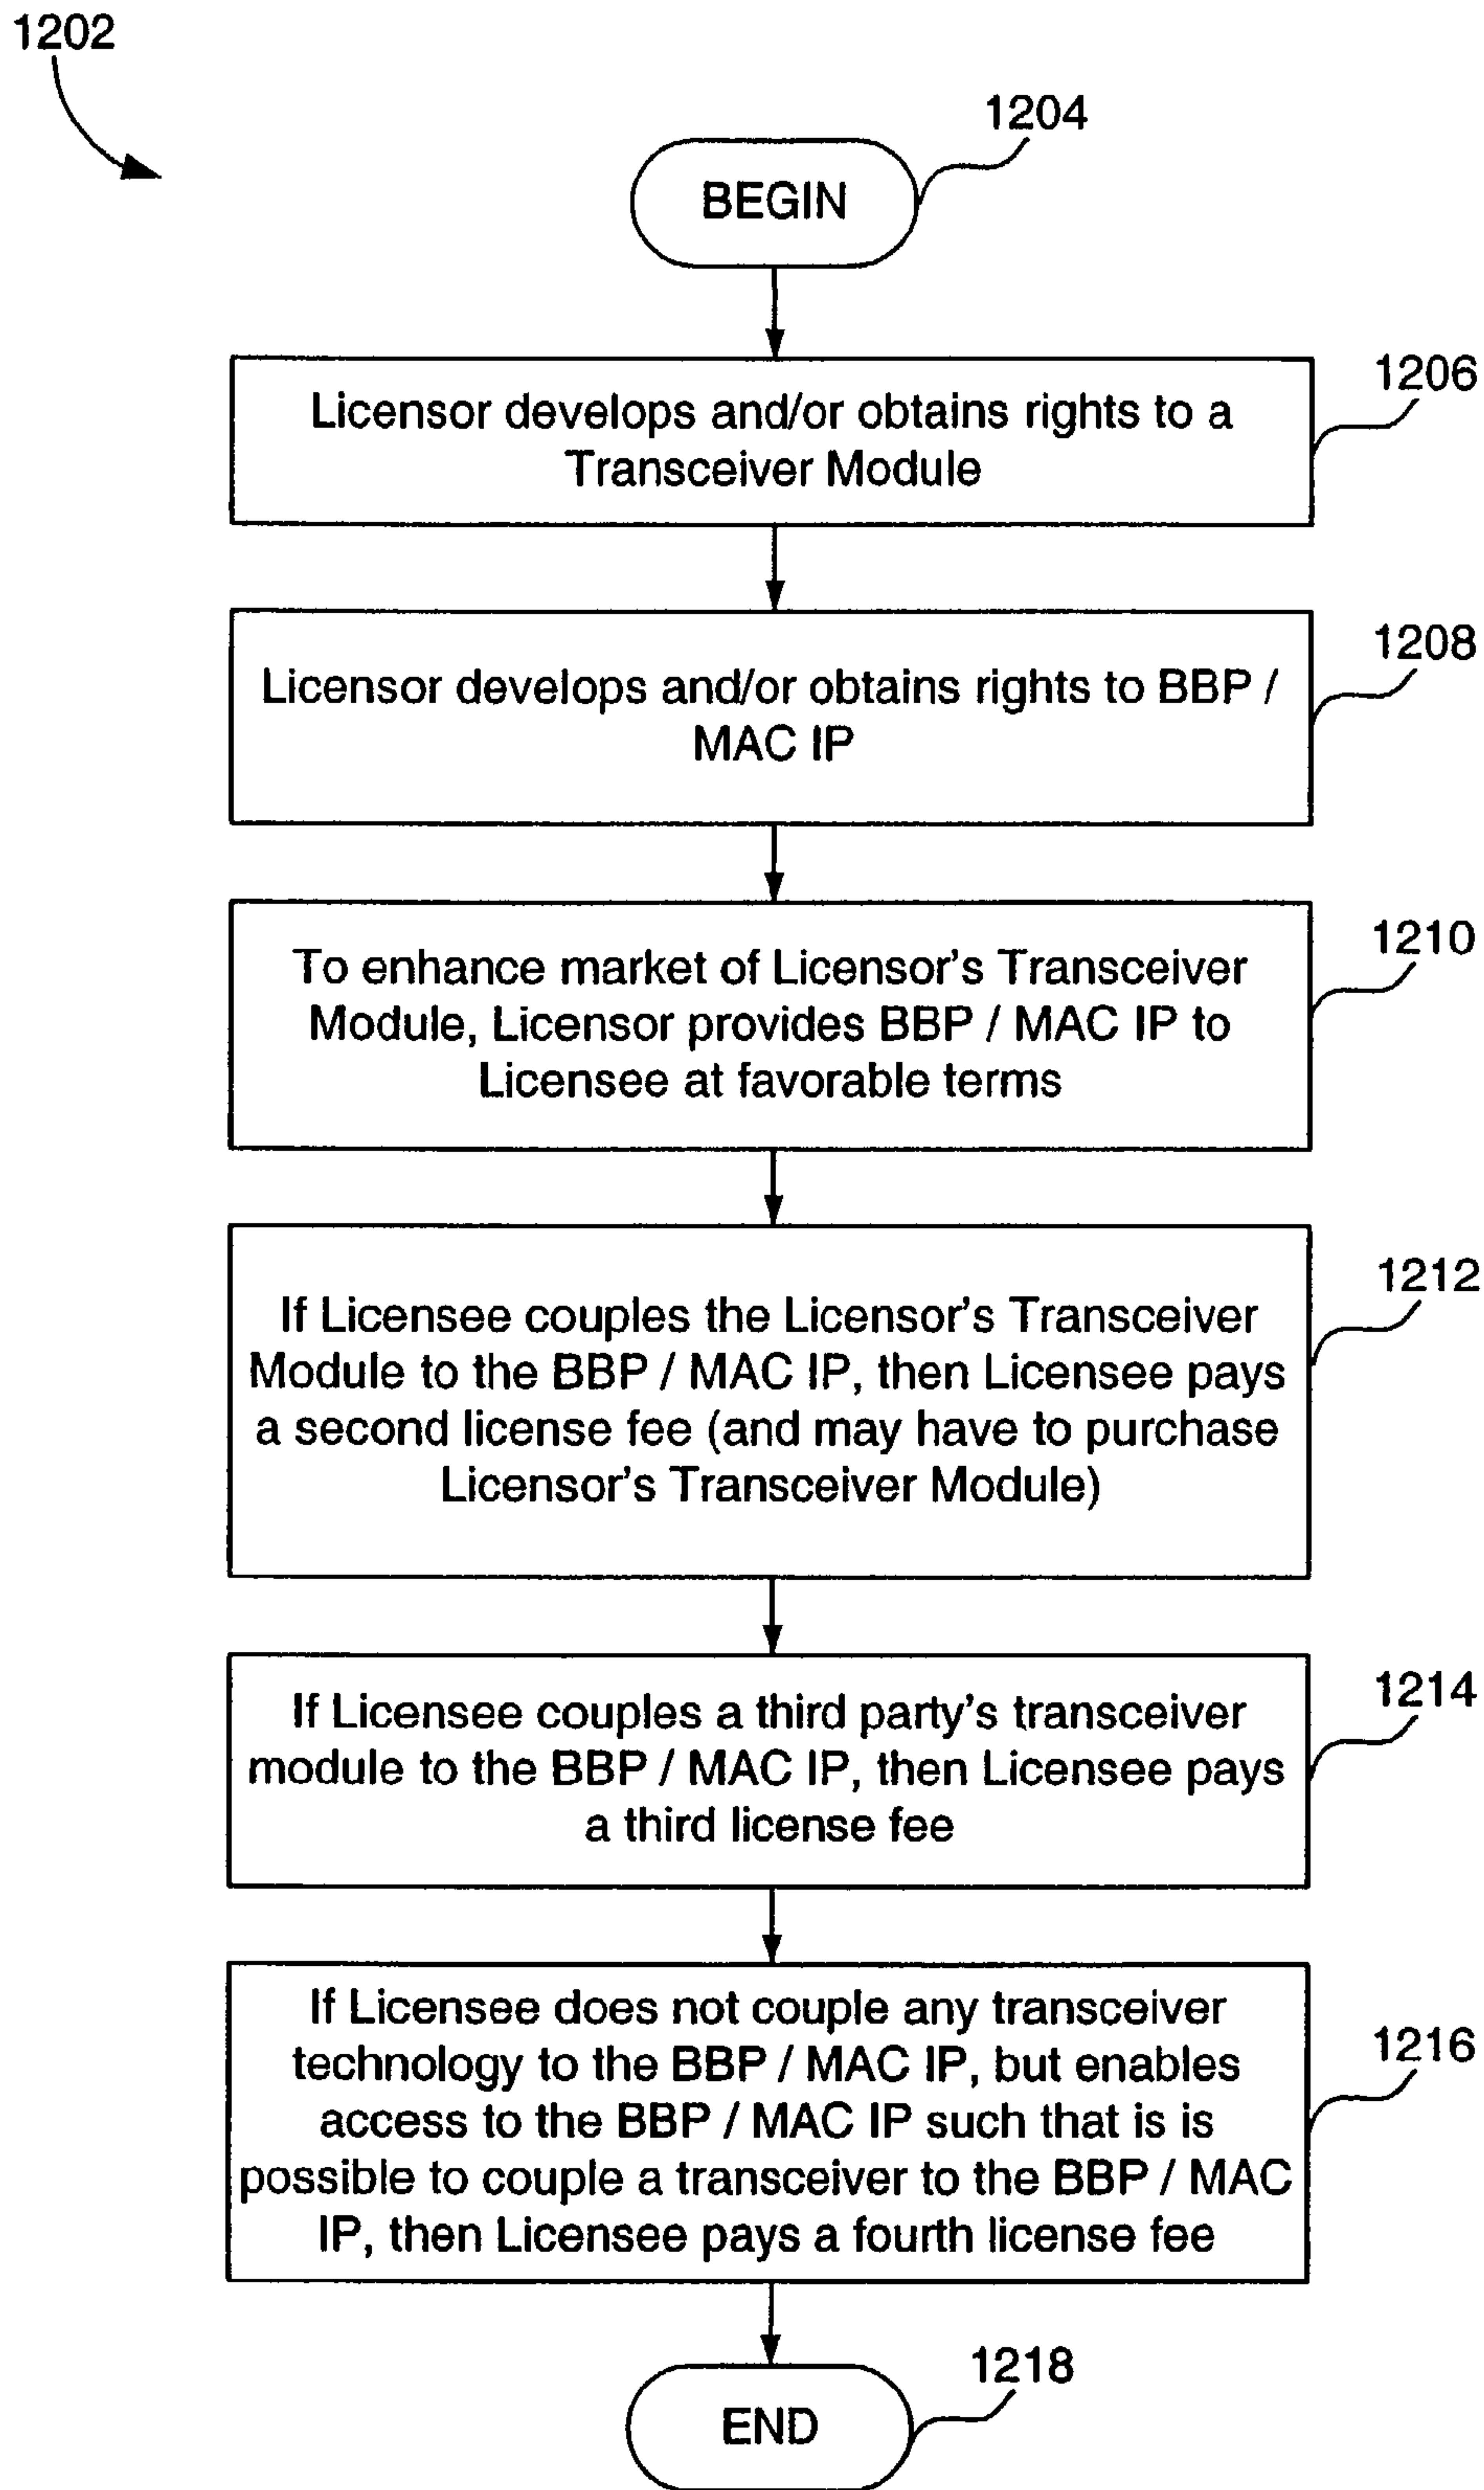 1202
1204
BEGIN
1206
Licensor develops and/or obtains rights to a
Transceiver Module
1208
Licensor develops and/or obtains rights to BBP /
MAC IP
1210
To enhance market of Licensor's Transceiver
Module, Licensor provides BBP / MAC IP to
Licensee at favorable terms
1212
If Licensee couples the Licensor's Transceiver
Module to the BBP / MAC IP, then Licensee pays
a second license fee (and may have to purchase
Licensor's Transceiver Module)
1214
If Licensee couples a third party's transceiver
module to the BBP / MAC IP, then Licensee pays
a third license fee
1216
If Licensee does not couple any transceiver
technology to the BBP / MAC IP, but enables
access to the BBP / MAC IP such that is is
possible to couple a transceiver to the BBP / MAC
IP, then Licensee pays a fourth license fee
1218
END